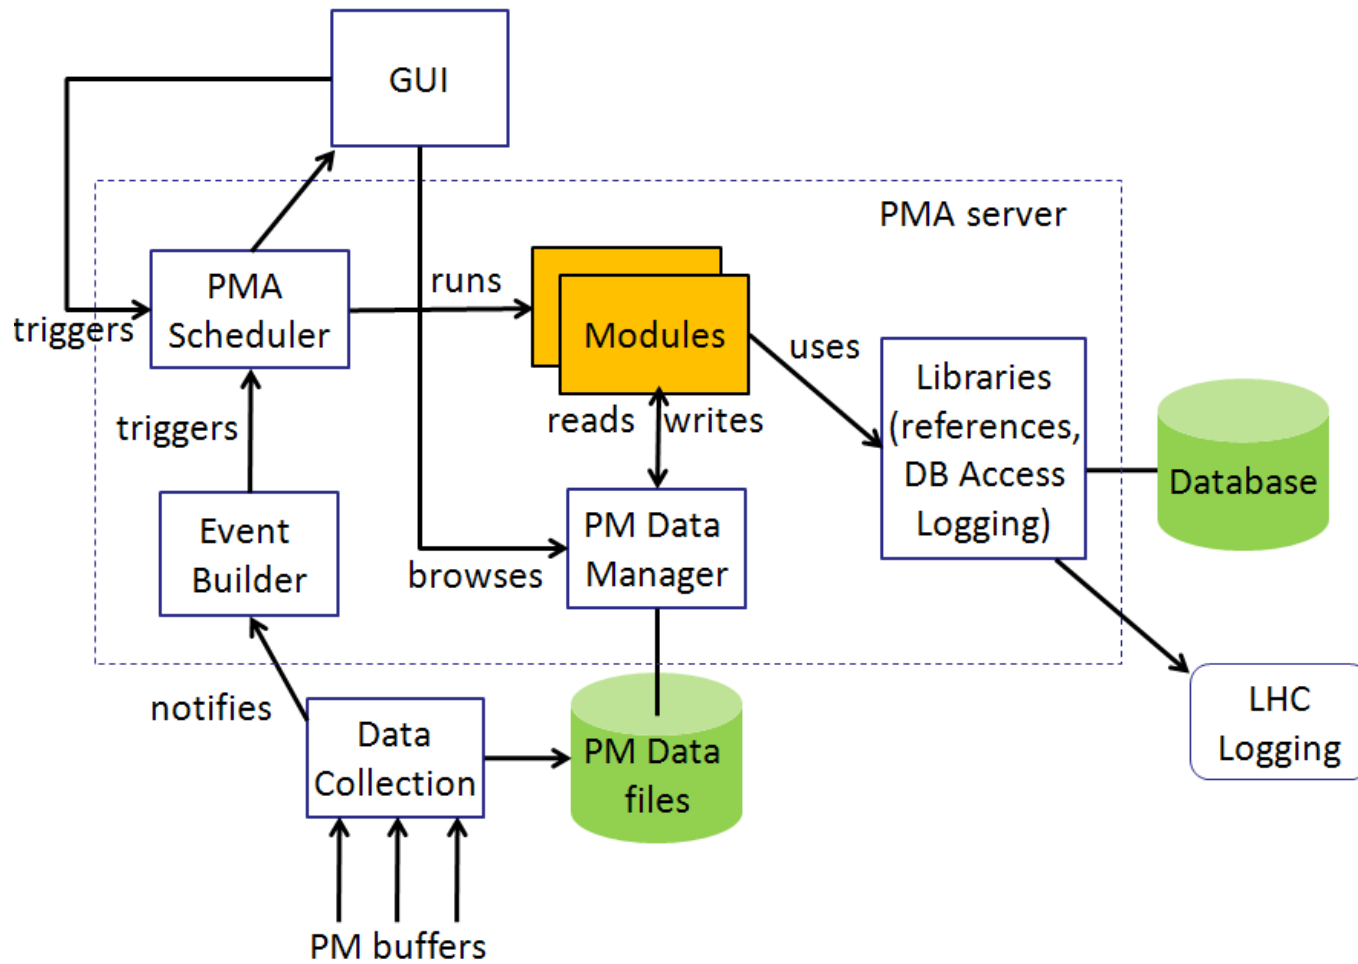 GUI
PMA server
PMA
Scheduler
triggers
runs
Modules
uses
Libraries
(references,
DB Access
Logging)
Database
triggers
reads
writes
Event
Builder
PM Data
Manager
browses
notifies
Data
Collection
PM Data
files
LHC
Logging
PM buffers